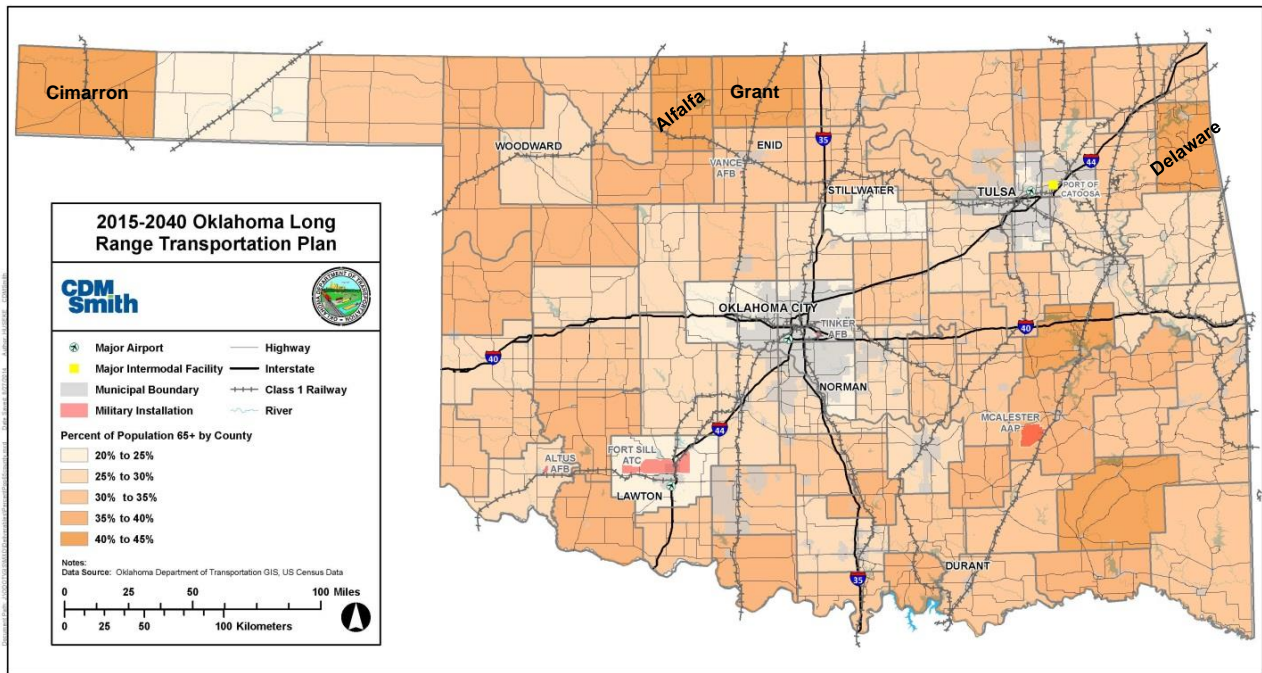 Cimarron
Alfalfa
Grant
Delaware
WOODWARD
ENID
VANCE
AFB
35
STILLWATER
TULSA
44
PORT OF
CATOOSA
OKLAHOMA CITY
TINKER
AFB
40
40
NORMAN
MCALESTER
AAP
44
FORT SILL
ATC
ALTUS
AFB
LAWTON
DURANT
35
2015-2040 Oklahoma Long
Range Transportation Plan
CDM
Smith
Major Airport
Highway
Major Intermodal Facility
Interstate
Municipal Boundary
Class 1 Railway
Military Installation
River
Percent of Population 65+ by County
20% to 25%
25% to 30%
30% to 35%
35% to 40%
40% to 45%
Notes:
Data Source: Oklahoma Department of Transportation GIS, US Census Data
0 25 50 100 Miles
0 25 50 100 Kilometers